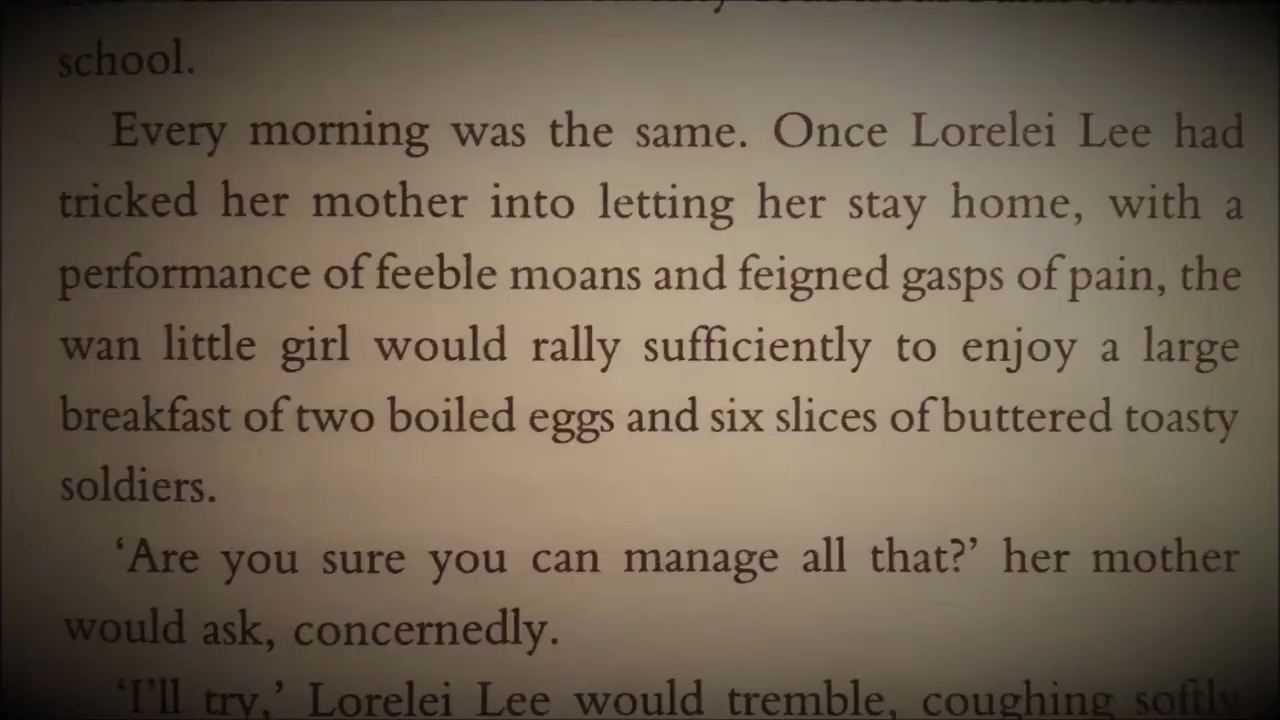 school.
Every morning was the same. Once Lorelei Lee had
tricked her mother into letting her stay home, with a
performance of feeble moans and feigned gasps of pain, the
wan little girl would rally sufficiently to enjoy a large
breakfast of two boiled eggs and six slices of buttered toasty
soldiers.
‘Are you sure you can manage all that?’ her mother
would ask, concernedly.
‘I’ll try,’ Lorelei Lee would tremble, coughing softly